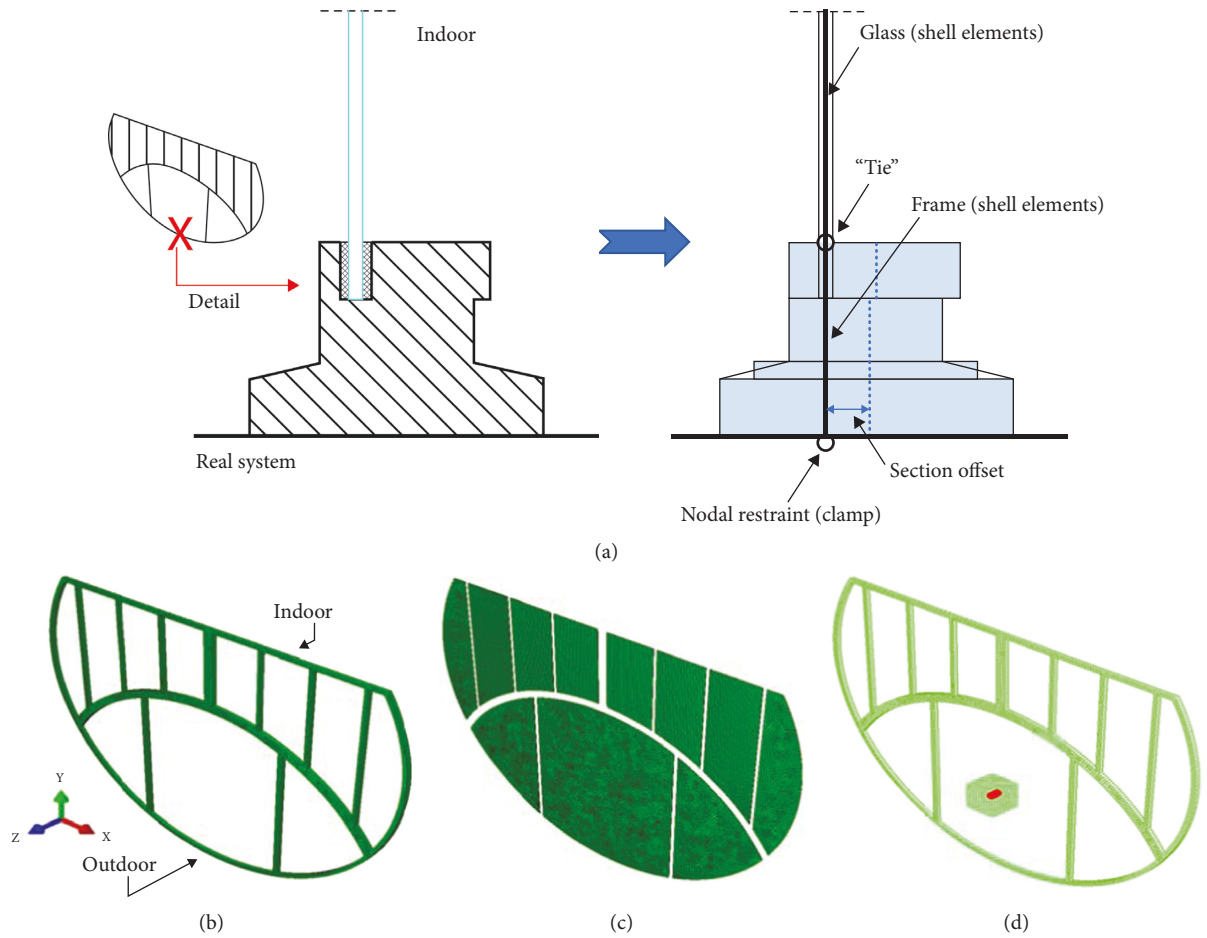 Indoor
Glass (shell elements)
“Tie”
Frame (shell elements)
Detail
Real system
Section offset
Nodal restraint (clamp)
(a)
Indoor
Y
Z
X
Outdoor
(b)
(c)
(d)